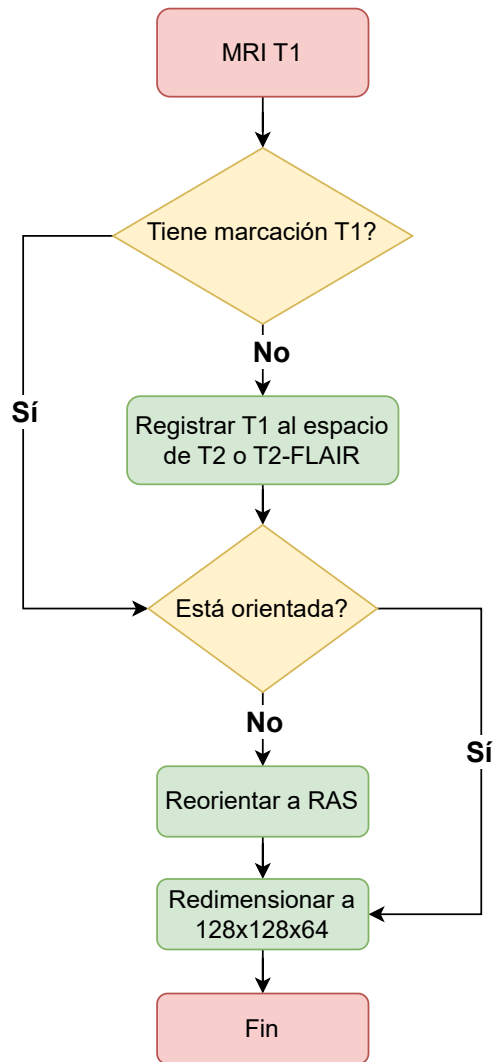 MRI T1
Tiene marcación T1?
No
Sí
Registrar T1 al espacio
de T2 o T2-FLAIR
Está orientada?
No
Sí
Reorientar a RAS
Redimensionar a
128x128x64
Fin